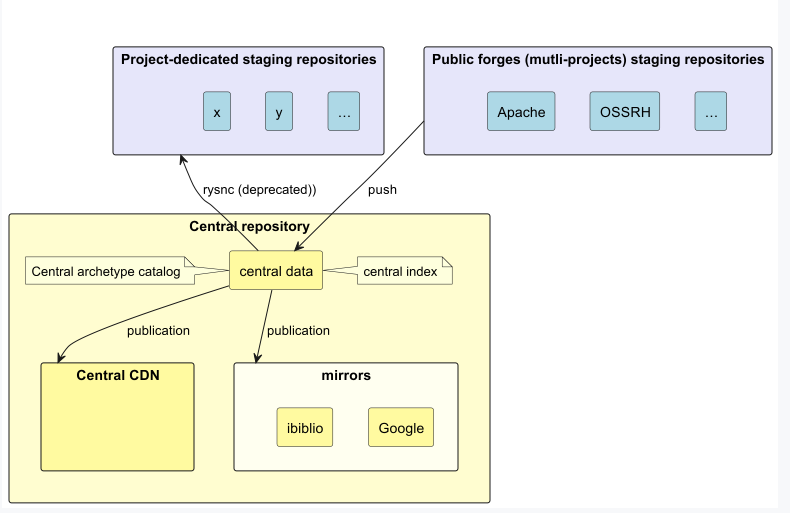 Project-dedicated staging repositories
x
y
...
Public forges (mutli-projects) staging repositories
Apache
OSSRH
...
rysnc (deprecated))
push
Central repository
Central archetype catalog
central data
central index
publication
publication
Central CDN
mirrors
ibiblio
Google